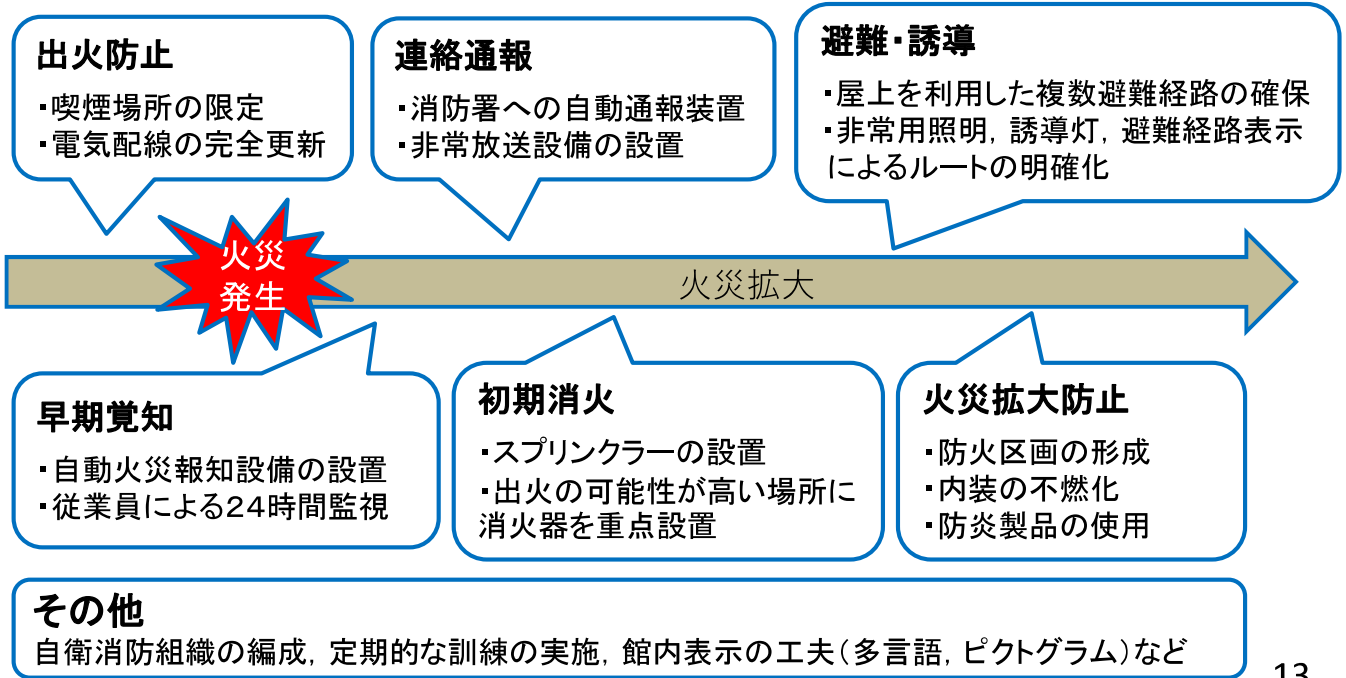 出火防止
・喫煙場所の限定
・電気配線の完全更新
連絡通報
・消防署への自動通報装置
・非常放送設備の設置
避難・誘導
・屋上を利用した複数避難経路の確保
・非常用照明，誘導灯，避難経路表示
によるルートの明確化
火災
発生
火災拡大
早期覚知
・自動火災報知設備の設置
・従業員による２４時間監視
初期消火
・スプリンクラーの設置
・出火の可能性が高い場所に
消火器を重点設置
火災拡大防止
・防火区画の形成
・内装の不燃化
・防炎製品の使用
その他
自衛消防組織の編成，定期的な訓練の実施，館内表示の工夫（多言語，ピクトグラム）など
13